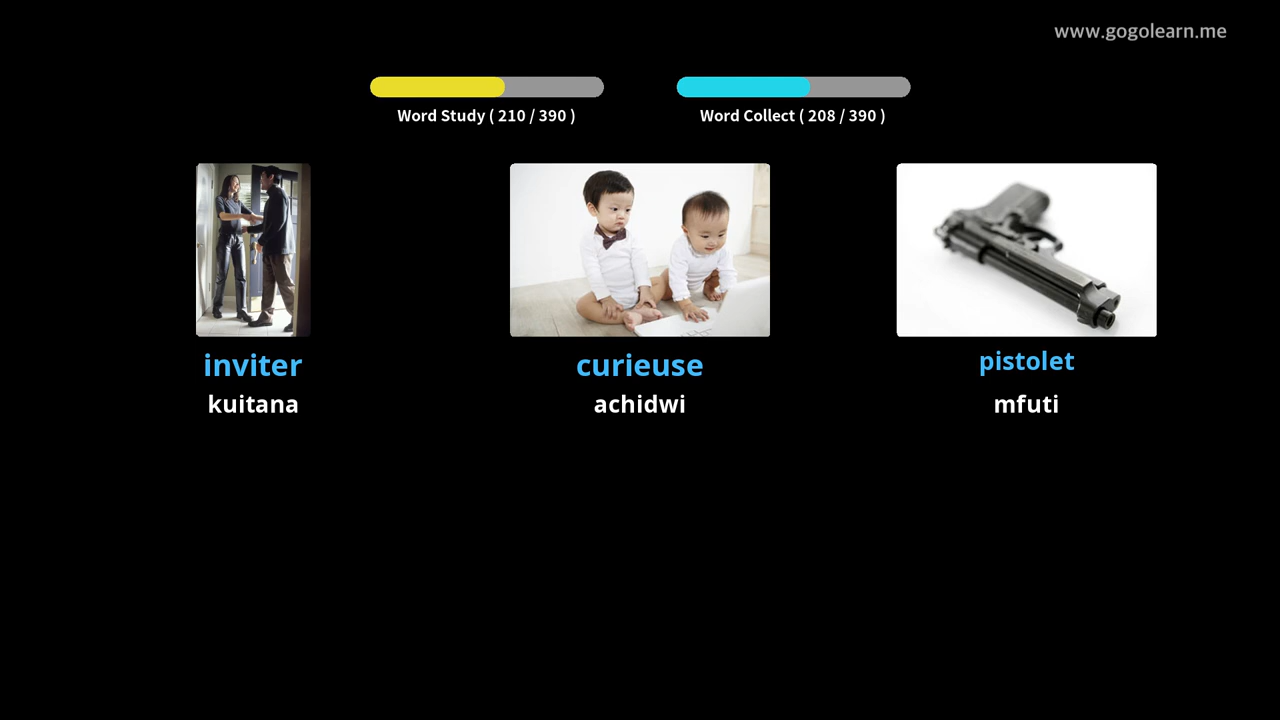 www.gogolearn.me
Word Study ( 210 / 390 )
Word Collect ( 208 / 390 )
inviter
kuitana
curieuse
achidwi
pistolet
mfuti